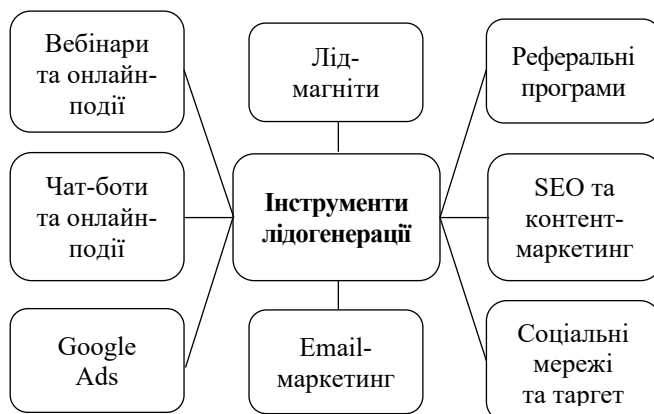 Вебінари
та онлайн-
події
Лід-
магніти
Реферальні
програми
Чат-боти
та онлайн-
події
Інструменти
лідогенерації
SEO та
контент-
маркетинг
Google
Ads
Email-
маркетинг
Соціальні
мережі
та таргет